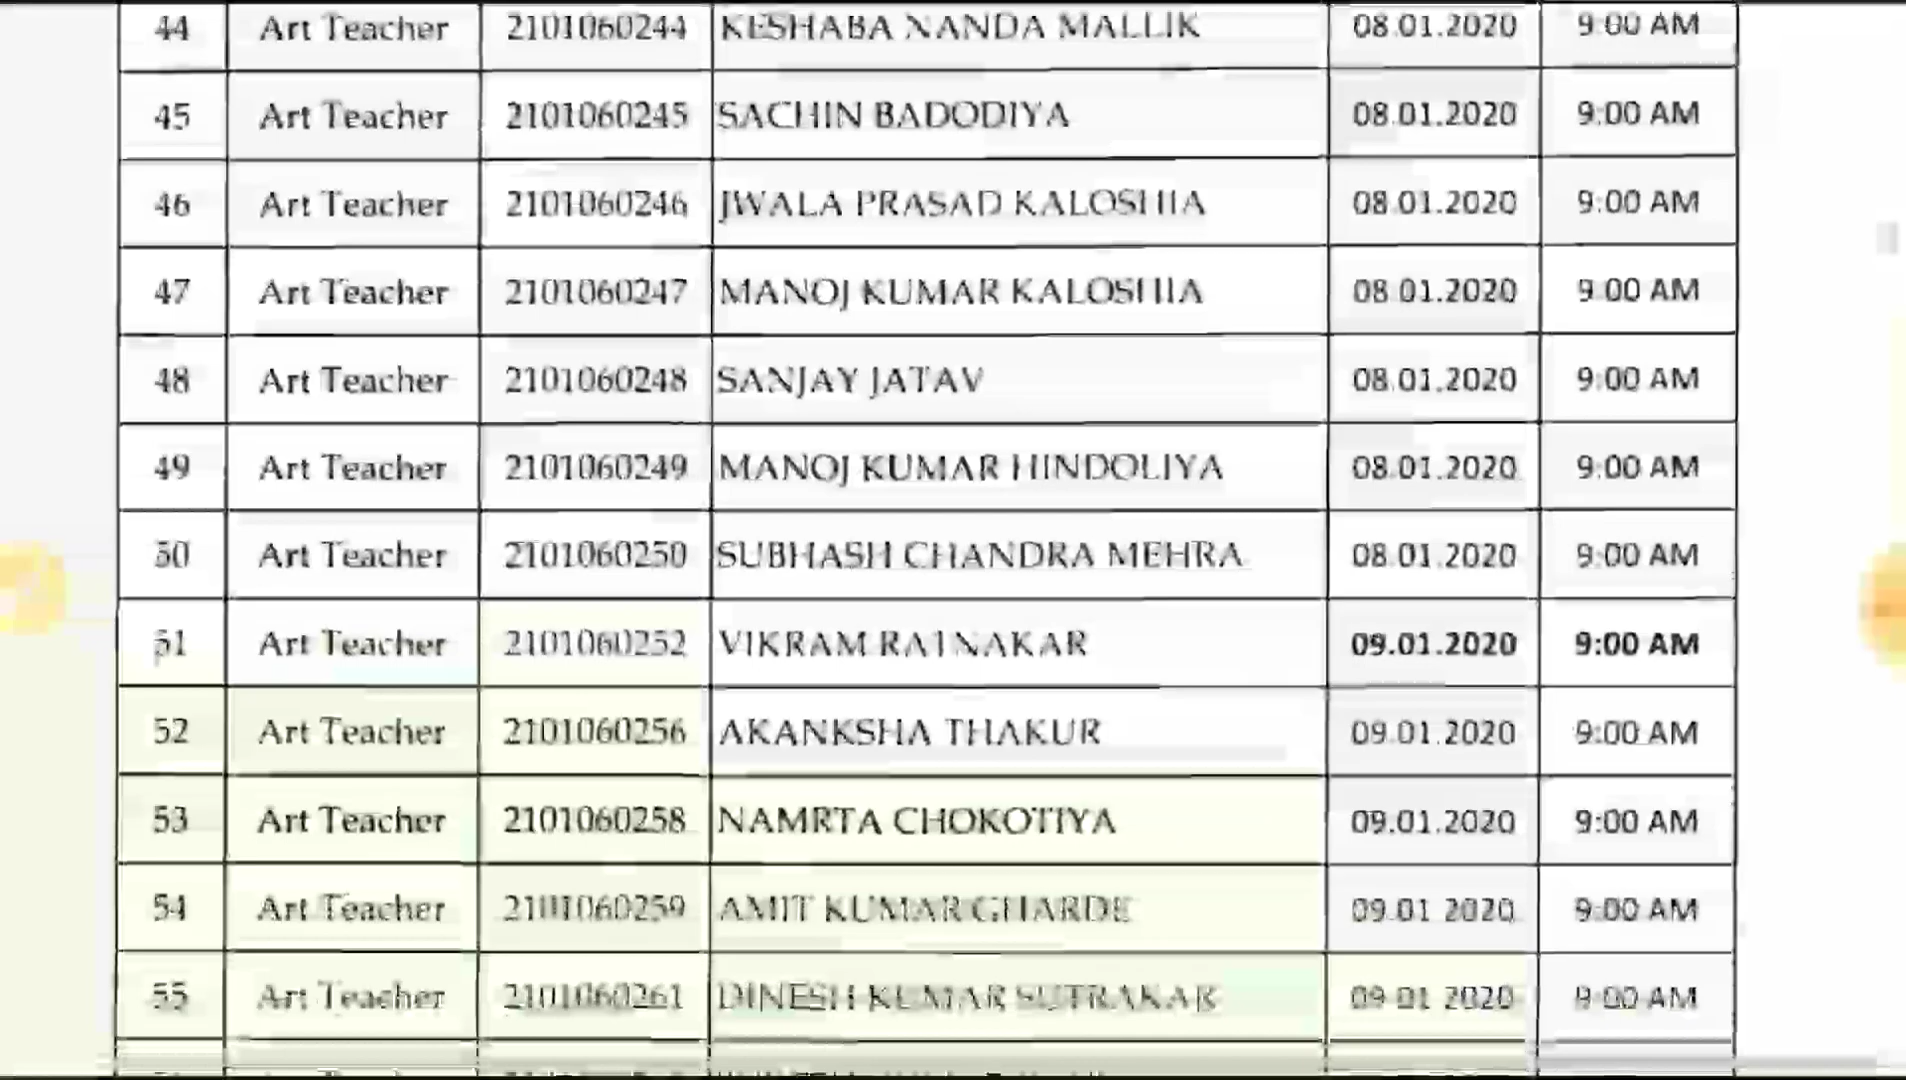 44 Art Teacher 2101060244 KESHABA NANDA MALLIK 08.01.2020 9:00 AM
45 Art Teacher 2101060245 SACHIN BADODIYA 08.01.2020 9:00 AM
46 Art Teacher 2101060246 JWALA PRASAD KALOSHIA 08.01.2020 9:00 AM
47 Art Teacher 2101060247 MANOJ KUMAR KALOSHIA 08.01.2020 9:00 AM
48 Art Teacher 2101060248 SANJAY JATAV 08.01.2020 9:00 AM
49 Art Teacher 2101060249 MANOJ KUMAR HINDOLIYA 08.01.2020 9:00 AM
50 Art Teacher 2101060250 SUBHASH CHANDRA MEHRA 08.01.2020 9:00 AM
51 Art Teacher 2101060252 VIKRAM RATNAKAR 09.01.2020 9:00 AM
52 Art Teacher 2101060256 AKANKSHA THAKUR 09.01.2020 9:00 AM
53 Art Teacher 2101060258 NAMRTA CHOKOTIYA 09.01.2020 9:00 AM
54 Art Teacher 2101060259 AMIT KUMAR GHARDE 09.01.2020 9:00 AM
55 Art Teacher 2101060261 DINESH KUMAR SUTRAKAR 09.01.2020 9:00 AM